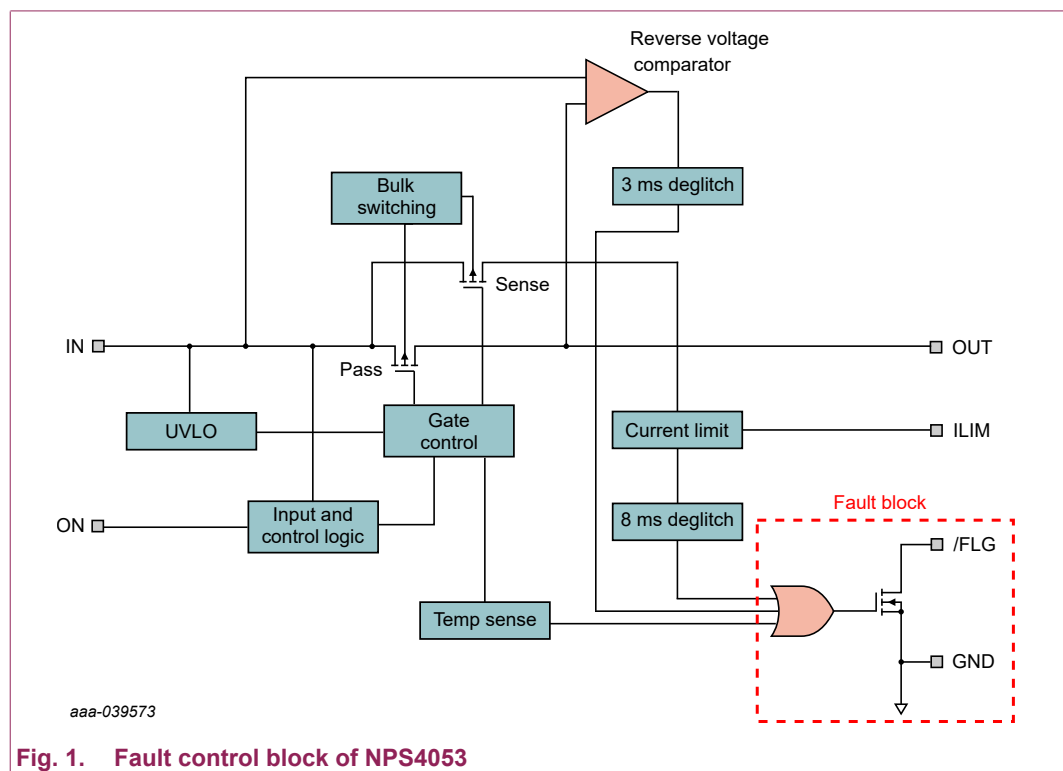 Reverse voltage
comparator
Bulk
switching
3 ms deglitch
Sense
IN
OUT
Pass
UVLO
Gate
control
Current limit
ILIM
Fault block
ON
Input and
control logic
8 ms deglitch
/FLG
Temp sense
GND
aaa-039573
Fig. 1. Fault control block of NPS4053